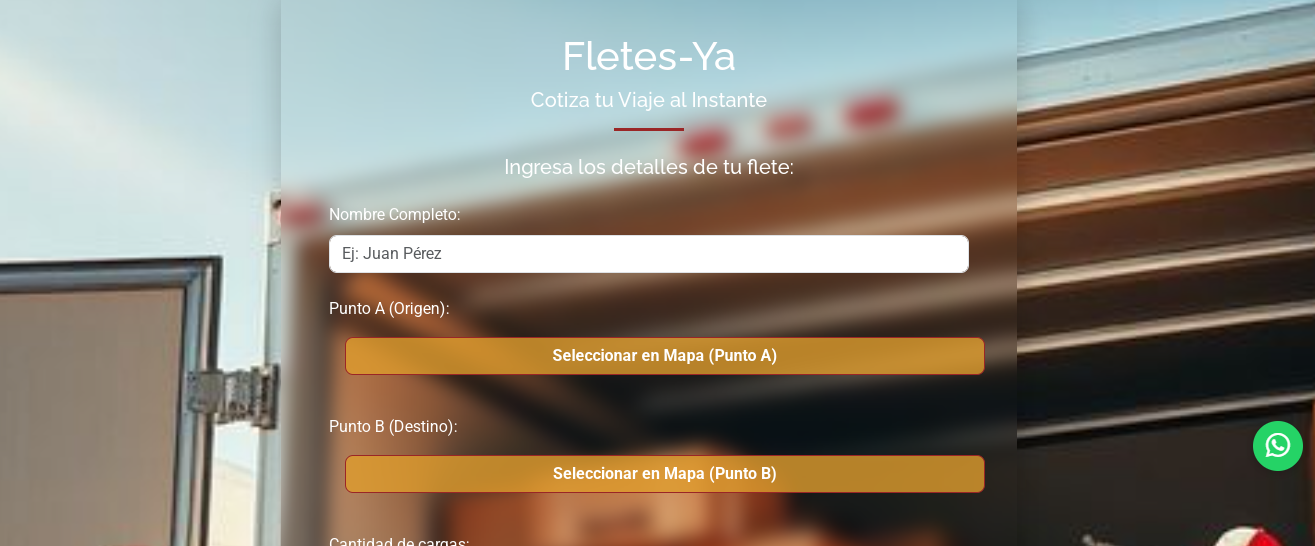 Fletes-Ya
Cotiza tu Viaje al Instante
Ingresa los detalles de tu flete:
Nombre Completo:
Ej: Juan Pérez
Punto A (Origen):
Seleccionar en Mapa (Punto A)
Punto B (Destino):
Seleccionar en Mapa (Punto B)
Cantidad de cargas: